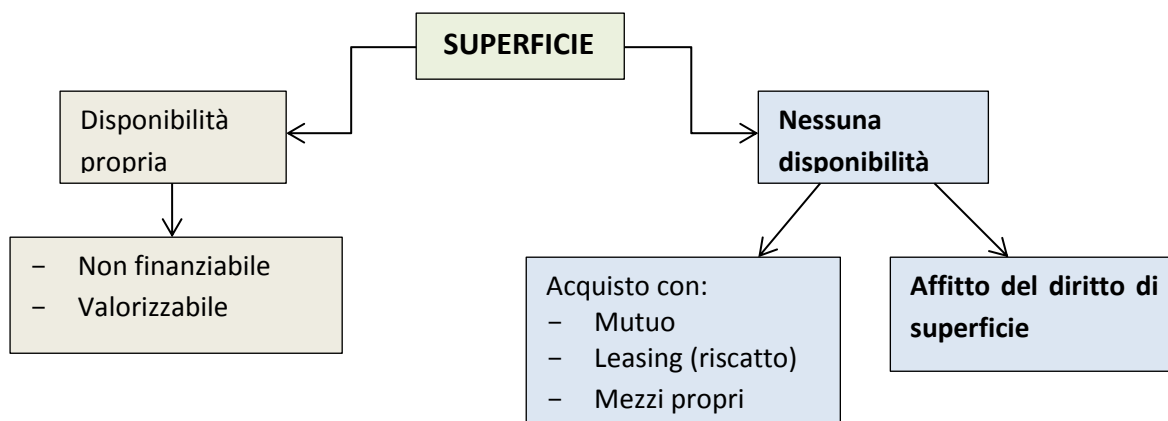 SUPERFICIE
Disponibilità
propria
Nessuna
disponibilità
− Non finanziabile
− Valorizzabile
Acquisto con:
− Mutuo
− Leasing (riscatto)
− Mezzi propri
Affitto del diritto di
superficie